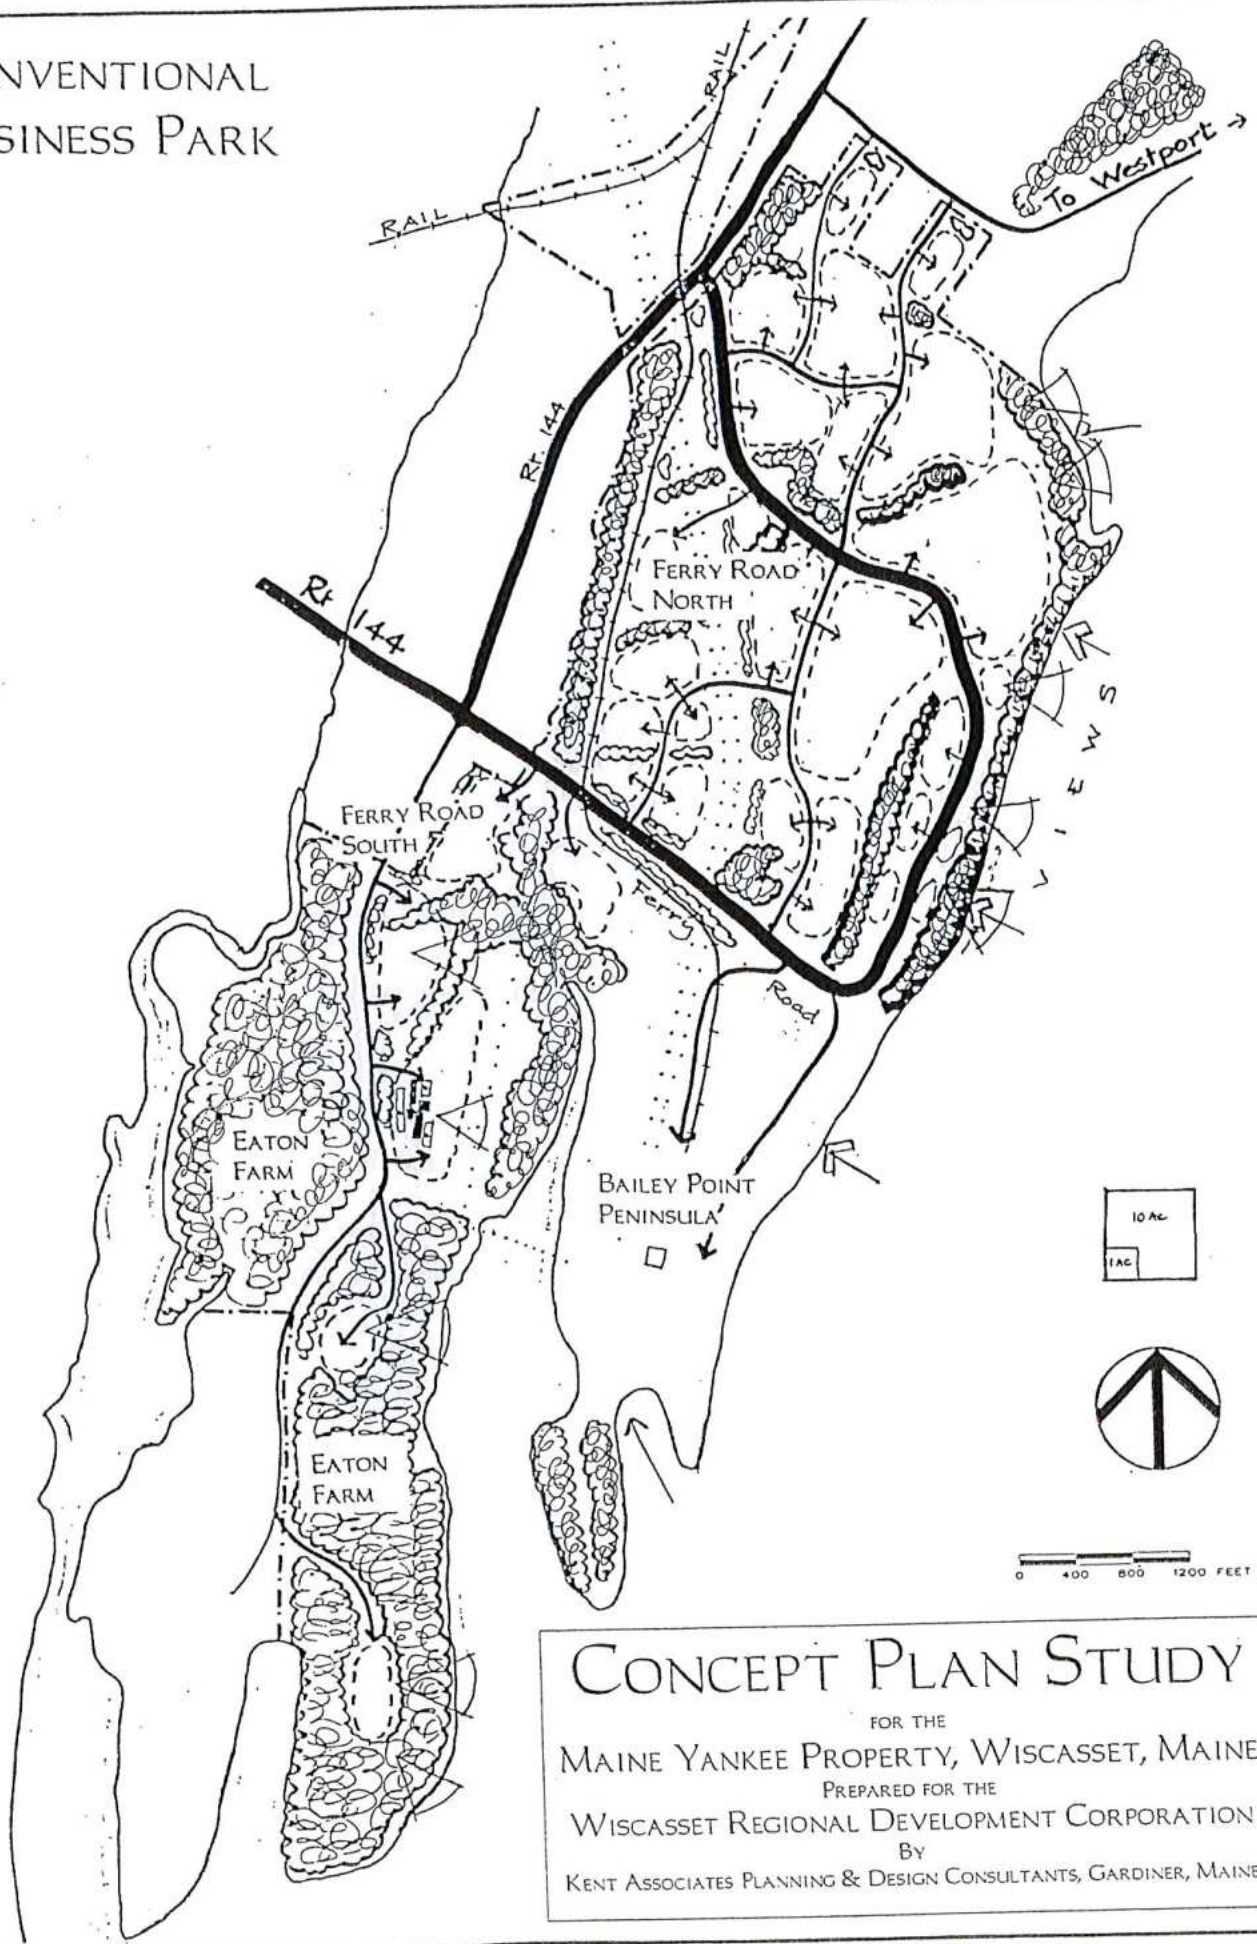 NVENTIONAL
SINESS PARK
RAIL
RAIL
To Westport
Rt. 144
Rt 144
FERRY ROAD
NORTH
VIEWS
FERRY ROAD
SOUTH
Ferry
Road
EATON
FARM
BAILEY POINT
PENINSULA
10 AC
1 AC
EATON
FARM
0 400 800 1200 FEET
CONCEPT PLAN STUDY
FOR THE
MAINE YANKEE PROPERTY, WISCASSET, MAINE
PREPARED FOR THE
WISCASSET REGIONAL DEVELOPMENT CORPORATION
BY
KENT ASSOCIATES PLANNING & DESIGN CONSULTANTS, GARDINER, MAINE